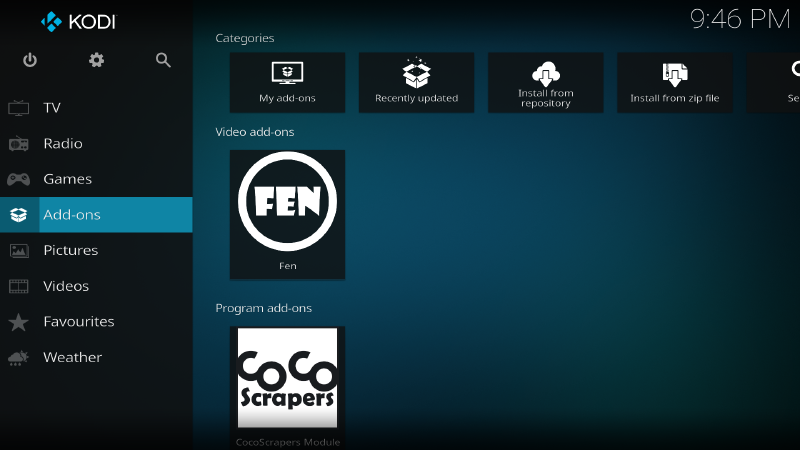 KODI
9:46 PM
TV
Radio
Games
Add-ons
Pictures
Videos
Favourites
Weather
Categories
My add-ons
Recently updated
Install from
repository
Install from zip file
Se
Video add-ons
FEN
Fen
Program add-ons
CoCo
Scrapers
CocoScrapers Module